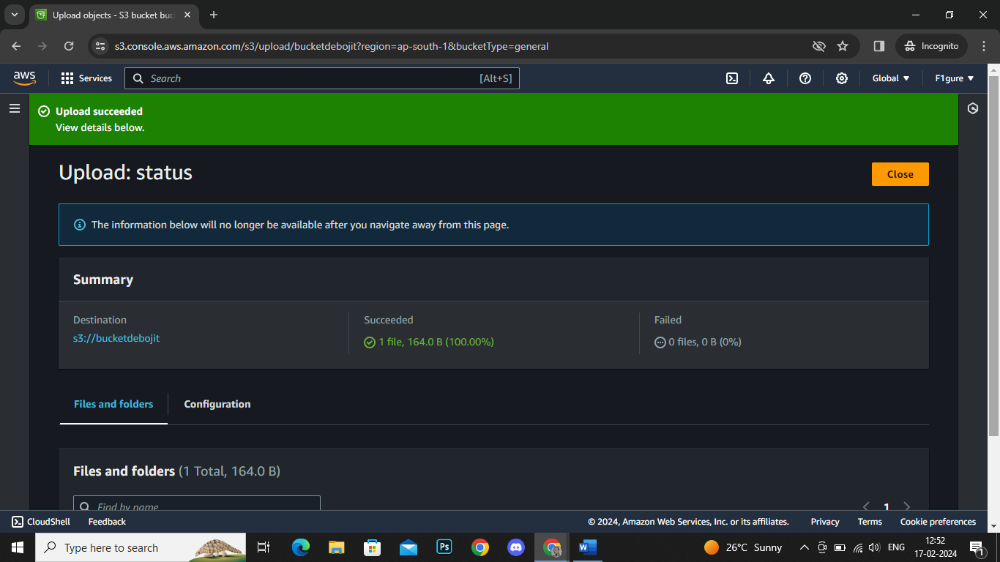 Upload objects - S3 bucket buc
s3.console.aws.amazon.com/s3/upload/bucketdebojit?region=ap-south-1&bucketType=general
Incognito
aws
Services
Search
[Alt+S]
Global
F1gure
Upload succeeded
View details below.
Upload: status
Close
The information below will no longer be available after you navigate away from this page.
Summary
Destination
s3://bucketdebojit
Succeeded
1 file, 164.0 B (100.00%)
Failed
0 files, 0 B (0%)
Files and folders
Configuration
Files and folders (1 Total, 164.0 B)
Find by name
1
CloudShell
Feedback
© 2024, Amazon Web Services, Inc. or its affiliates.
Privacy
Terms
Cookie preferences
Type here to search
Ps
W
26°C Sunny
ENG
12:52
17-02-2024
1